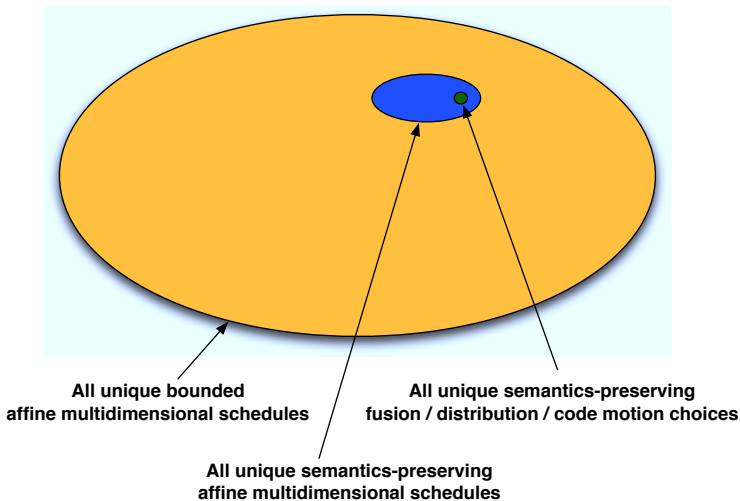 All unique bounded
affine multidimensional schedules
All unique semantics-preserving
fusion / distribution / code motion choices
All unique semantics-preserving
affine multidimensional schedules